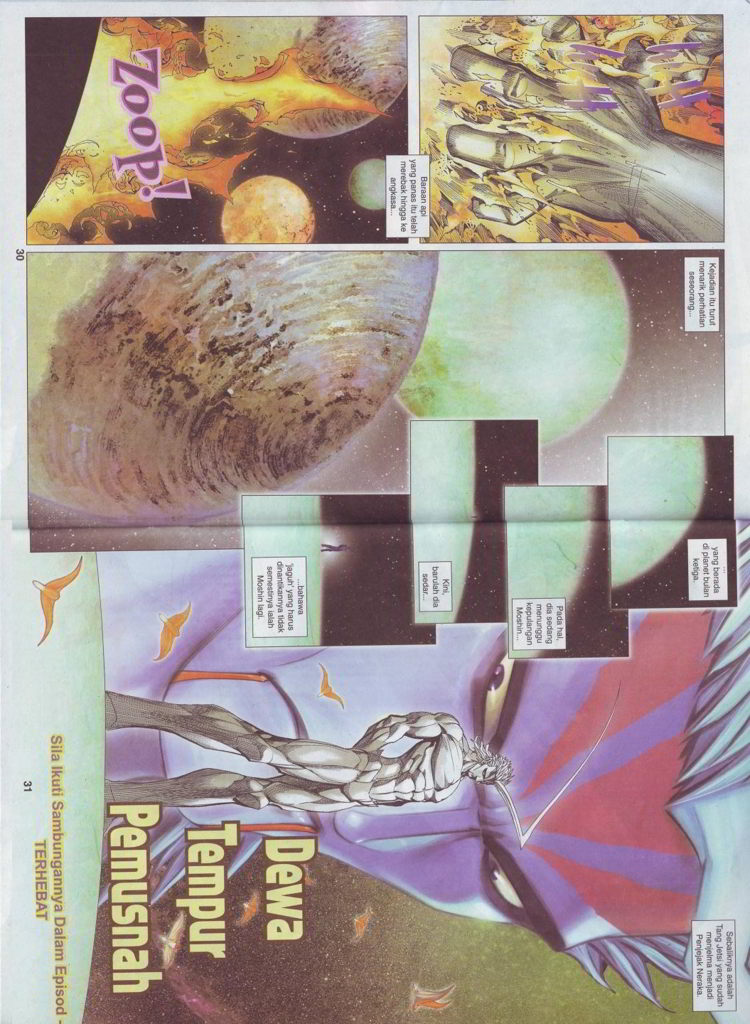 Baraan api
yang panas itu telah
merebak hingga ke
angkasa...
Zoop!
30
Kejadian itu turut
menarik perhatian
seseorang...
...
yang berada
di planet bulan
ketiga.
Pada hal,
dia sedang
menunggu
kepulangan
Moshin...
Kini,
barulah dia
sedar...
...bahawa
'jaguh' yang harus
dinantikannya tidak
semestinya ialah
Moshin lagi.
Sebaliknya adalah
Tang Jetsi yang sudah
menjelma menjadi
Penjejak Neraka.
Dewa
Tempur
Pemusnah
Sila Ikuti Sambungannya Dalam Episod -
TERHEBAT
31